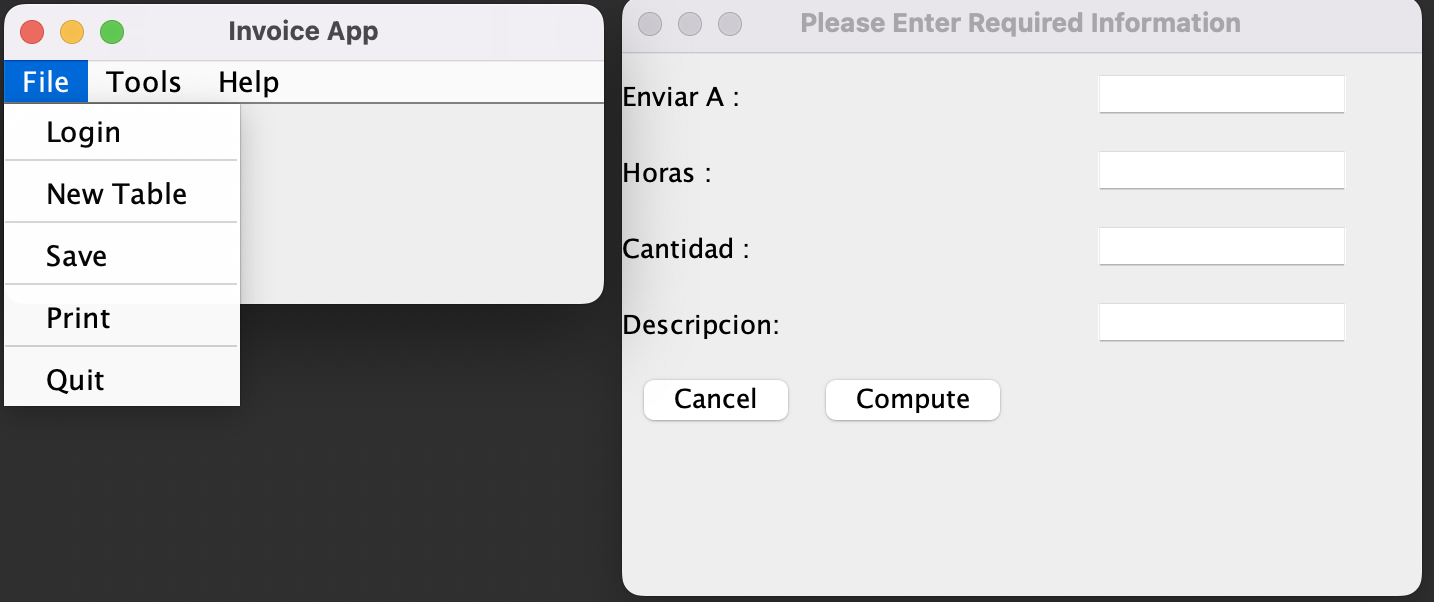 Invoice App
File Tools Help
Login
New Table
Save
Print
Quit
Please Enter Required Information
Enviar A :
Horas :
Cantidad :
Descripcion:
Cancel Compute